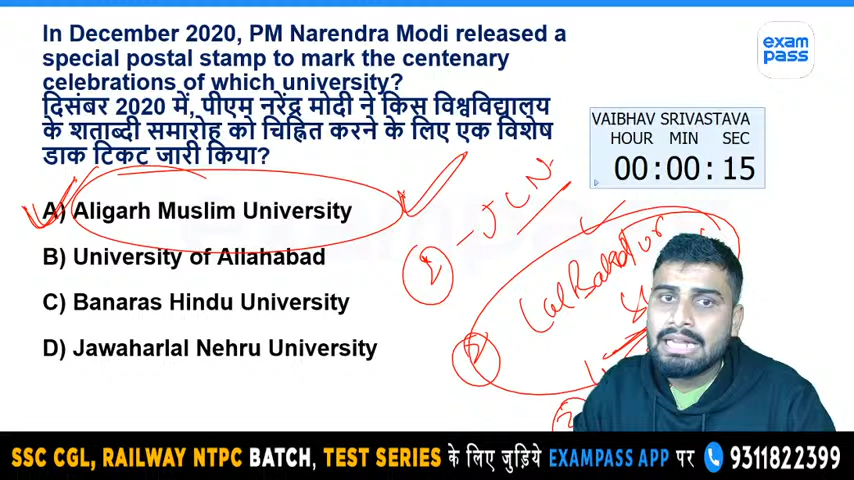 In December 2020, PM Narendra Modi released a
special postal stamp to mark the centenary
celebrations of which university?
दिसंबर 2020 में, पीएम नरेंद्र मोदी ने किस विश्वविद्यालय
के शताब्दी समारोह को चिह्नित करने के लिए एक विशेष
डाक टिकट जारी किया?
exam
pass
VAIBHAV SRIVASTAVA
HOUR MIN SEC
00:00:15
A) Aligarh Muslim University
B) University of Allahabad
C) Banaras Hindu University
D) Jawaharlal Nehru University
Lal Bahadur
SSC CGL, RAILWAY NTPC BATCH, TEST SERIES के लिए जुड़िये EXAMPASS APP पर 9311822399